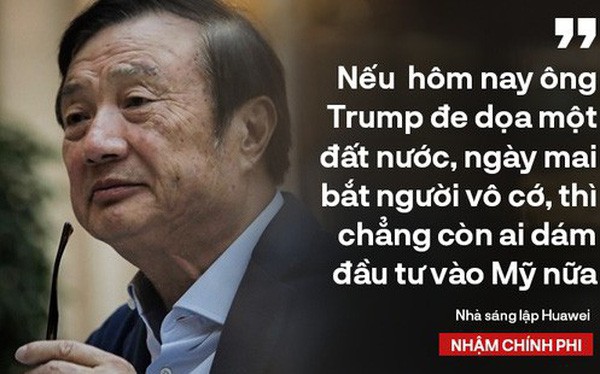 ”
Nếu hôm nay ông
Trump đe dọa một
đất nước, ngày mai
bắt người vô cớ, thì
chẳng còn ai dám
đầu tư vào Mỹ nữa
Nhà sáng lập Huawei
NHẬM CHÍNH PHI